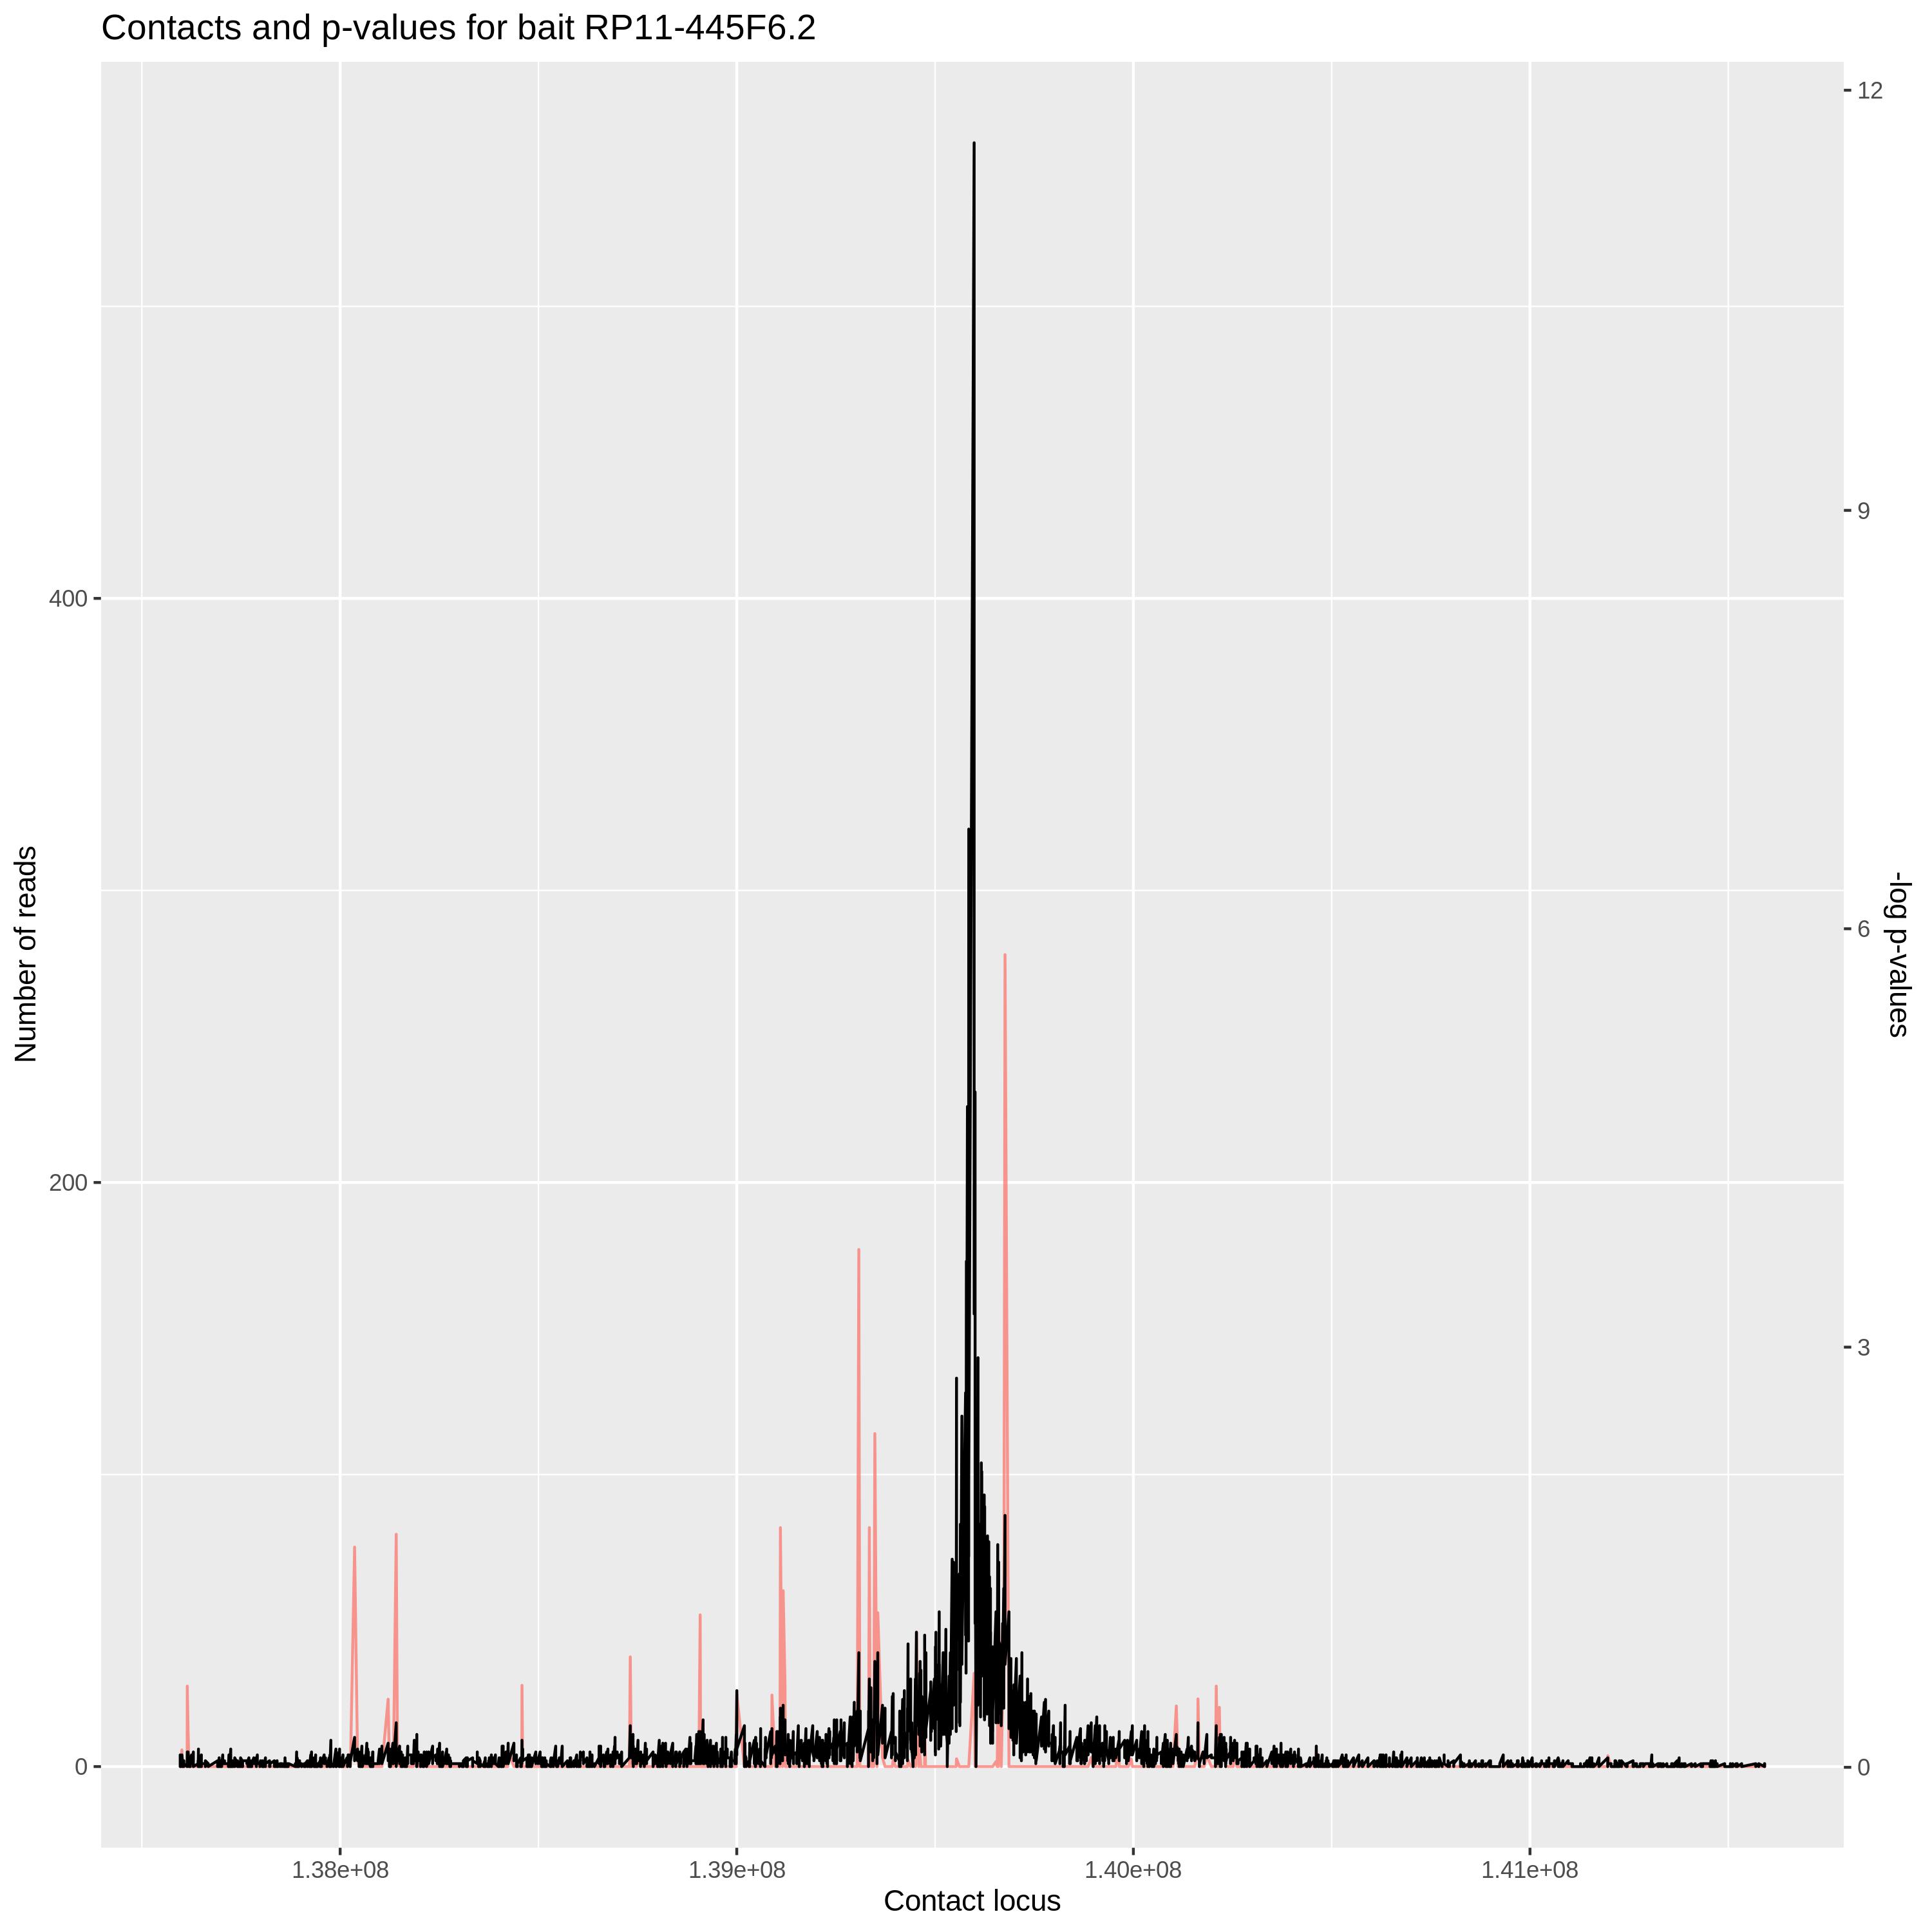 Contacts and p-values for bait RP11-445F6.2
Number of reads
400
200
0
12
9
6
3
0
-log p-values
1.38e+08
1.39e+08
1.40e+08
1.41e+08
Contact locus